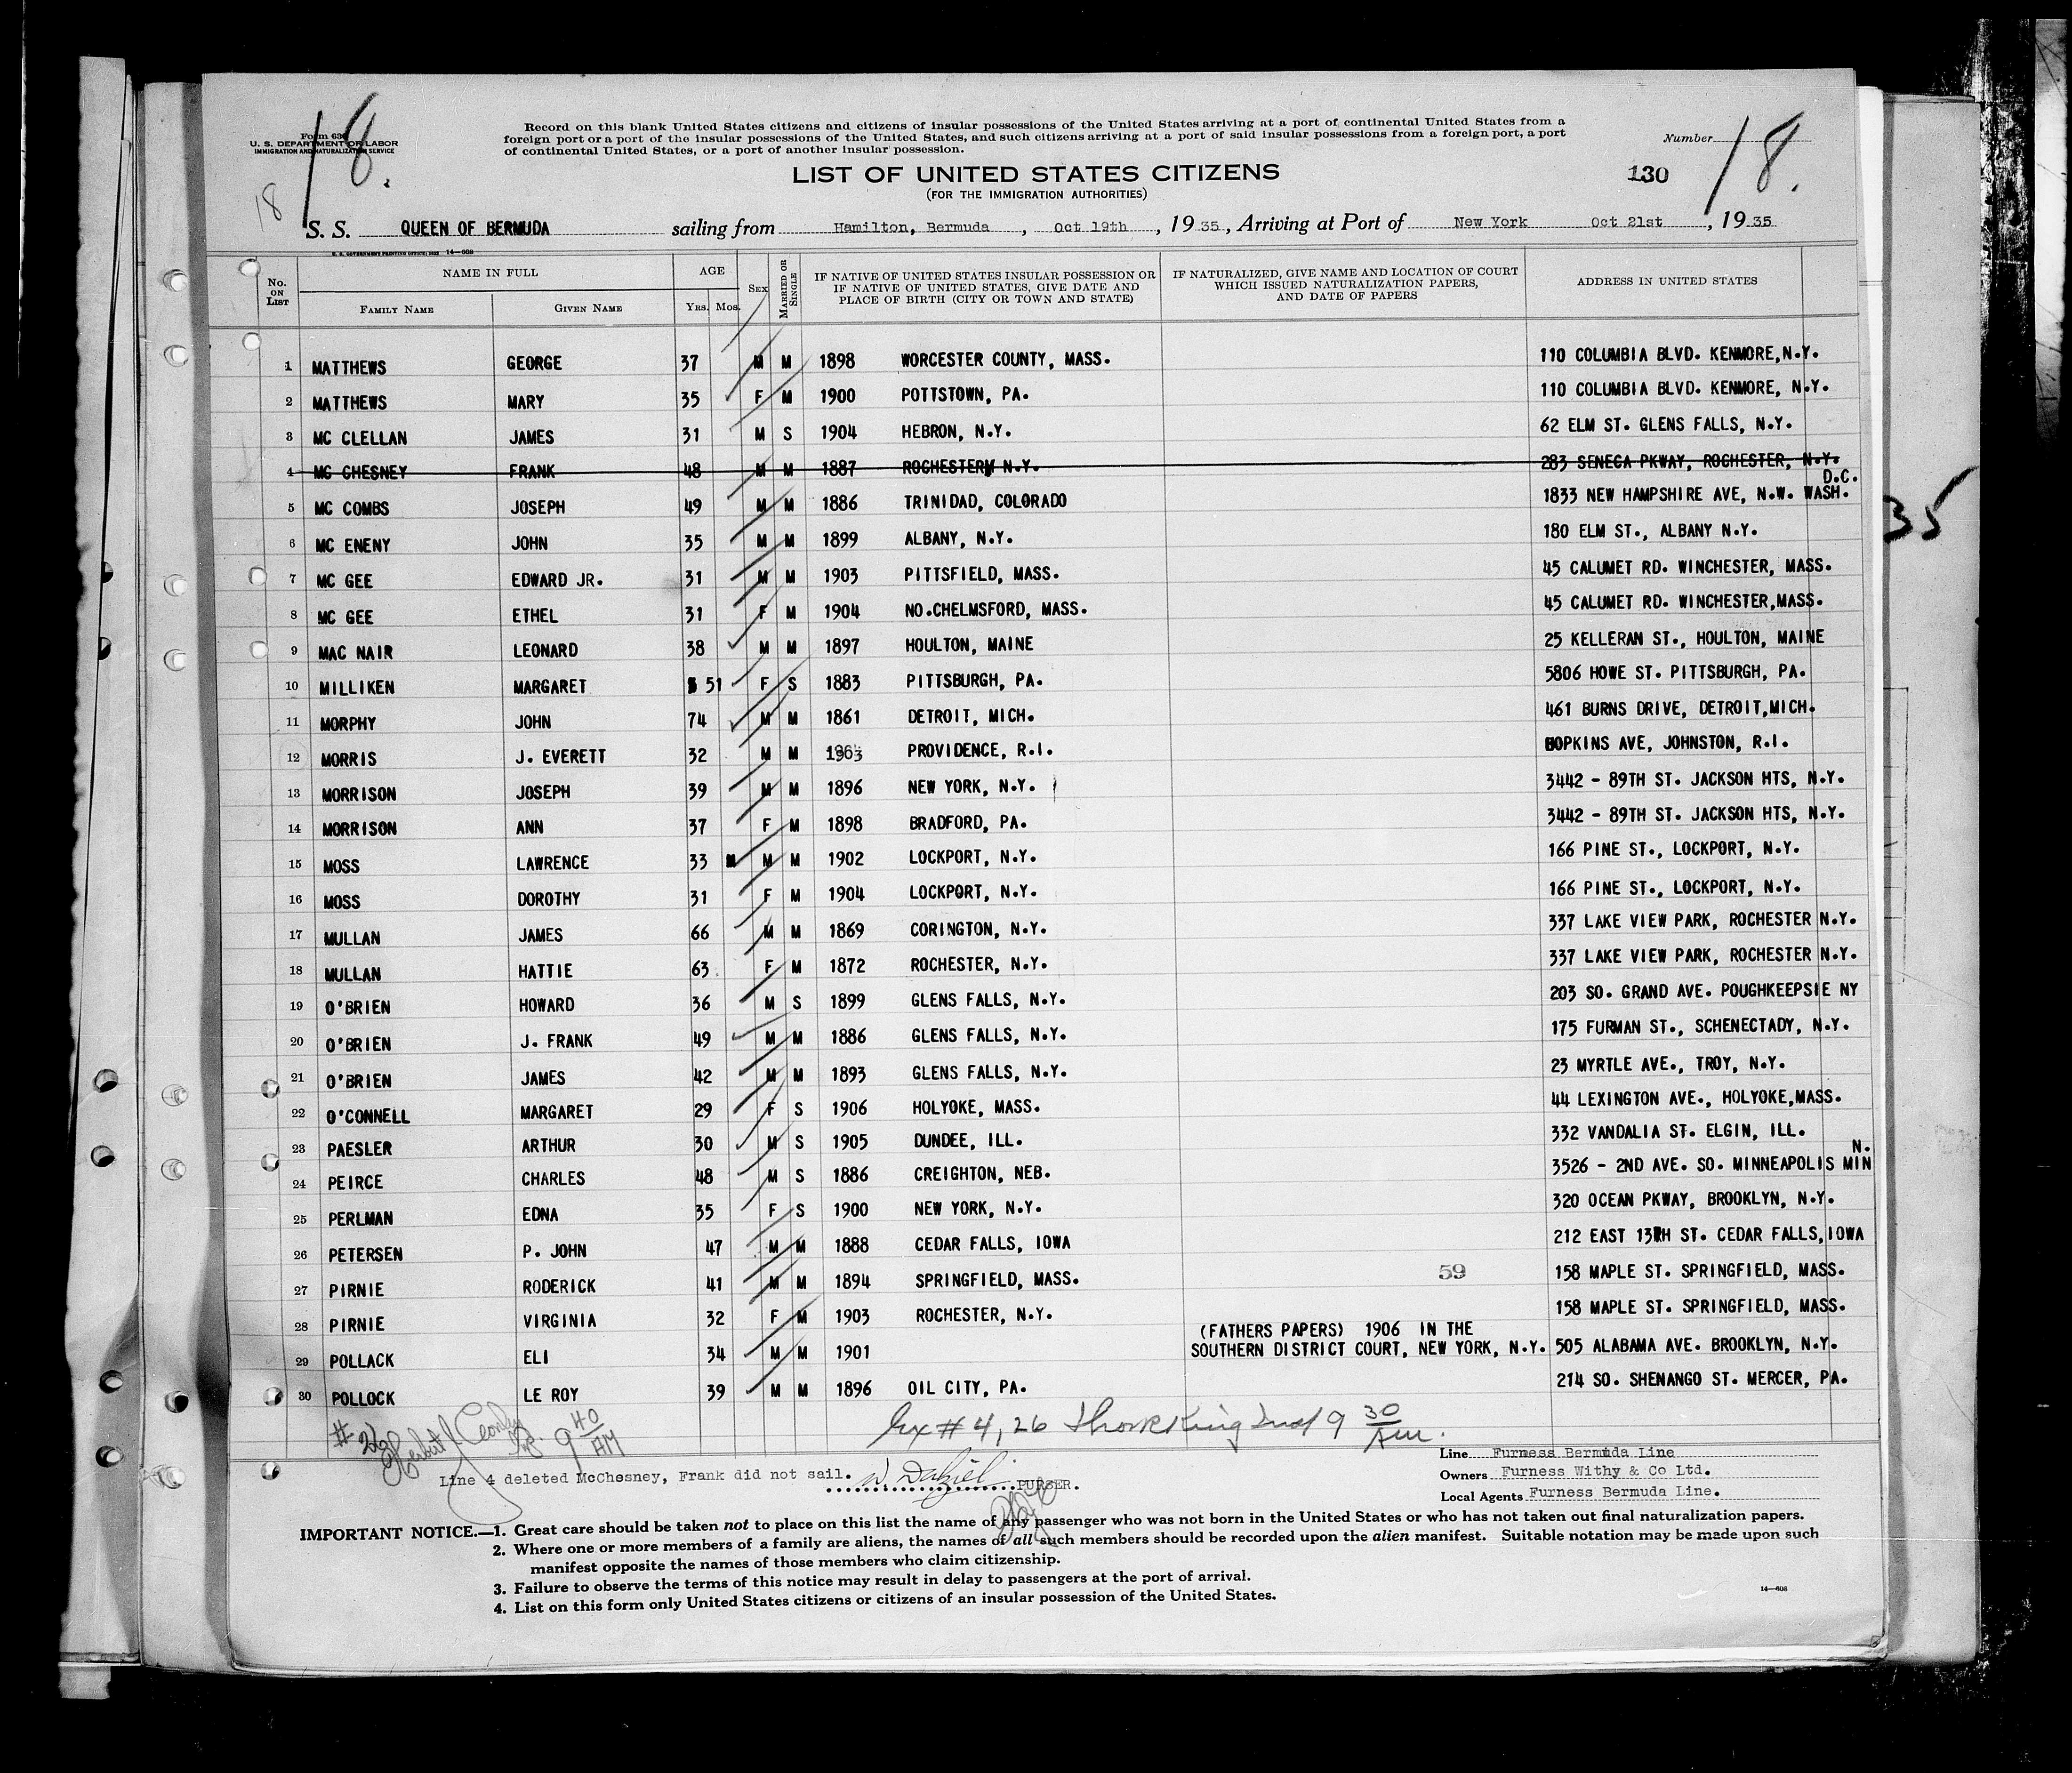 18.
Form 630
U. S. DEPARTMENT OF LABOR
IMMIGRATION AND NATURALIZATION SERVICE
Record on this blank United States citizens and citizens of insular possessions of the United States arriving at a port of continental United States from a
foreign port or a port of the insular possessions of the United States, and such citizens arriving at a port of said insular possessions from a foreign port, a port
of continental United States, or a port of another insular possession.
Number 18.
LIST OF UNITED STATES CITIZENS
130
(FOR THE IMMIGRATION AUTHORITIES)
18
S. S. QUEEN OF BERMUDA sailing from Hamilton, Bermuda, Oct 19th, 1935, Arriving at Port of New York Oct 21st, 1935
U. S. GOVERNMENT PRINTING OFFICE: 1932 14—608
No. ON LIST NAME IN FULL AGE SEX MARRIED OR SINGLE IF NATIVE OF UNITED STATES INSULAR POSSESSION OR IF NATIVE OF UNITED STATES, GIVE DATE AND PLACE OF BIRTH (CITY OR TOWN AND STATE) IF NATURALIZED, GIVE NAME AND LOCATION OF COURT WHICH ISSUED NATURALIZATION PAPERS, AND DATE OF PAPERS ADDRESS IN UNITED STATES
FAMILY NAME GIVEN NAME YRS. MOS.
1 MATTHEWS GEORGE 37 M M 1898 WORCESTER COUNTY, MASS. 110 COLUMBIA BLVD. KENMORE,N.Y.
2 MATTHEWS MARY 35 F M 1900 POTTSTOWN, PA. 110 COLUMBIA BLVD. KENMORE, N.Y.
3 MC CLELLAN JAMES 31 M S 1904 HEBRON, N.Y. 62 ELM ST. GLENS FALLS, N.Y.
4 MC CHESNEY FRANK 48 M M 1887 ROCHESTER, N.Y. 283 SENECA PKWAY, ROCHESTER, N.Y.
5 MC COMBS JOSEPH 49 M M 1886 TRINIDAD, COLORADO 1833 NEW HAMPSHIRE AVE, N.W. WASH. D.C.
6 MC ENENY JOHN 35 M M 1899 ALBANY, N.Y. 180 ELM ST., ALBANY N.Y.
7 MC GEE EDWARD JR. 31 M M 1903 PITTSFIELD, MASS. 45 CALUMET RD. WINCHESTER, MASS.
8 MC GEE ETHEL 31 F M 1904 NO.CHELMSFORD, MASS. 45 CALUMET RD. WINCHESTER,MASS.
9 MAC NAIR LEONARD 38 M M 1897 HOULTON, MAINE 25 KELLERAN ST., HOULTON, MAINE
10 MILLIKEN MARGARET 51 F S 1883 PITTSBURGH, PA. 5806 HOWE ST. PITTSBURGH, PA.
11 MORPHY JOHN 74 M M 1861 DETROIT, MICH. 461 BURNS DRIVE, DETROIT,MICH.
12 MORRIS J. EVERETT 32 M M 1903 PROVIDENCE, R.I. HOPKINS AVE, JOHNSTON, R.I.
13 MORRISON JOSEPH 39 M M 1896 NEW YORK, N.Y. 3442 - 89TH ST. JACKSON HTS, N.Y.
14 MORRISON ANN 37 F M 1898 BRADFORD, PA. 3442 - 89TH ST. JACKSON HTS, N.Y.
15 MOSS LAWRENCE 33 M M 1902 LOCKPORT, N.Y. 166 PINE ST., LOCKPORT, N.Y.
16 MOSS DOROTHY 31 F M 1904 LOCKPORT, N.Y. 166 PINE ST., LOCKPORT, N.Y.
17 MULLAN JAMES 66 M M 1869 CORINGTON, N.Y. 337 LAKE VIEW PARK, ROCHESTER N.Y.
18 MULLAN HATTIE 63 F M 1872 ROCHESTER, N.Y. 337 LAKE VIEW PARK, ROCHESTER N.Y.
19 O'BRIEN HOWARD 36 M S 1899 GLENS FALLS, N.Y. 203 SO. GRAND AVE. POUGHKEEPSIE NY
20 O'BRIEN J. FRANK 49 M M 1886 GLENS FALLS, N.Y. 175 FURMAN ST., SCHENECTADY, N.Y.
21 O'BRIEN JAMES 42 M M 1893 GLENS FALLS, N.Y. 23 MYRTLE AVE., TROY, N.Y.
22 O'CONNELL MARGARET 29 F S 1906 HOLYOKE, MASS. 44 LEXINGTON AVE., HOLYOKE,MASS.
23 PAESLER ARTHUR 30 M S 1905 DUNDEE, ILL. 332 VANDALIA ST. ELGIN, ILL.
24 PEIRCE CHARLES 48 M S 1886 CREIGHTON, NEB. 3526 - 2ND AVE. SO. MINNEAPOLIS MINN.
25 PERLMAN EDNA 35 F S 1900 NEW YORK, N.Y. 320 OCEAN PKWAY, BROOKLYN, N.Y.
26 PETERSEN P. JOHN 47 M M 1888 CEDAR FALLS, IOWA 212 EAST 13TH ST. CEDAR FALLS,IOWA
27 PIRNIE RODERICK 41 M M 1894 SPRINGFIELD, MASS. 59 158 MAPLE ST. SPRINGFIELD, MASS.
28 PIRNIE VIRGINIA 32 F M 1903 ROCHESTER, N.Y. 158 MAPLE ST. SPRINGFIELD, MASS.
(FATHERS PAPERS) 1906 IN THE
29 POLLACK ELI 34 M M 1901 SOUTHERN DISTRICT COURT, NEW YORK, N.Y. 505 ALABAMA AVE. BROOKLYN, N.Y.
30 POLLOCK LE ROY 39 M M 1896 OIL CITY, PA. 214 SO. SHENANGO ST. MERCER, PA.
35
# 26 9 40 AM
Ex # 4, 26 9 30 Am.
Line 4 deleted McChesney, Frank did not sail. W Dalziel PURSER.
Line Furness Bermuda Line
Owners Furness Withy & Co Ltd.
Local Agents Furness Bermuda Line.
IMPORTANT NOTICE.—1. Great care should be taken not to place on this list the name of any passenger who was not born in the United States or who has not taken out final naturalization papers.
2. Where one or more members of a family are aliens, the names of all such members should be recorded upon the alien manifest. Suitable notation may be made upon such
manifest opposite the names of those members who claim citizenship.
3. Failure to observe the terms of this notice may result in delay to passengers at the port of arrival.
4. List on this form only United States citizens or citizens of an insular possession of the United States.
14—608